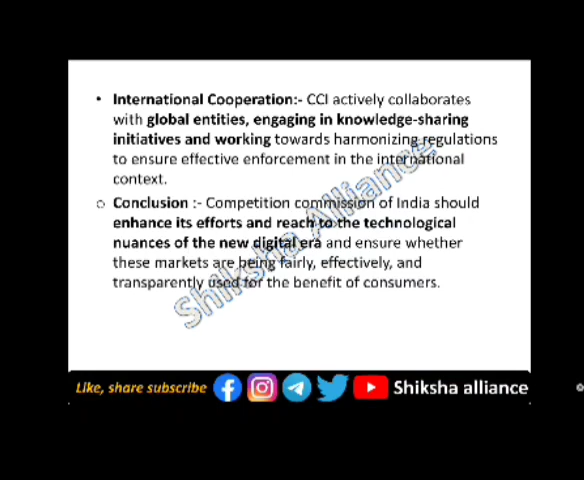 • International Cooperation:- CCI actively collaborates
with global entities, engaging in knowledge-sharing
initiatives and working towards harmonizing regulations
to ensure effective enforcement in the international
context.
o Conclusion :- Competition commission of India should
enhance its efforts and reach to the technological
nuances of the new digital era and ensure whether
these markets are being fairly, effectively, and
transparently used for the benefit of consumers.
Shiksha Alliance
Like, share subscribe Shiksha alliance